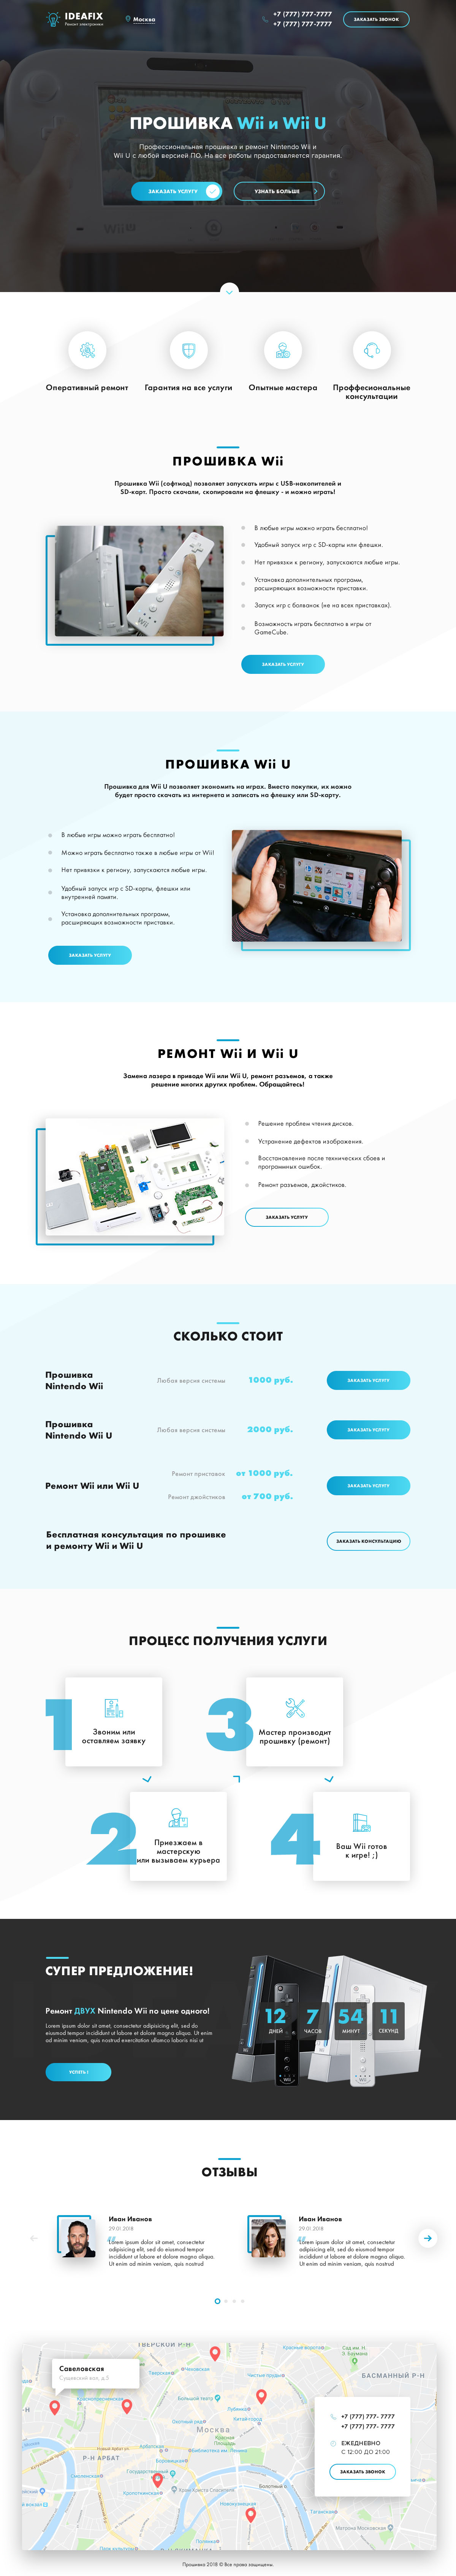 IDEAFIX
Ремонт электроники
Москва
+7 (777) 777-7777
+7 (777) 777-7777
ЗАКАЗАТЬ ЗВОНОК
ПРОШИВКА Wii и Wii U
Профессиональная прошивка и ремонт Nintendo Wii и
Wii U с любой версией ПО. На все работы предоставляется гарантия.
ЗАКАЗАТЬ УСЛУГУ
УЗНАТЬ БОЛЬШЕ
Оперативный ремонт
Гарантия на все услуги
Опытные мастера
Проффесиональные
консультации
ПРОШИВКА Wii
Прошивка Wii (софтмод) позволяет запускать игры с USB-накопителей и
SD-карт. Просто скачали, скопировали на флешку - и можно играть!
В любые игры можно играть бесплатно!
Удобный запуск игр с SD-карты или флешки.
Нет привязки к региону, запускаются любые игры.
Установка дополнительных программ,
расширяющих возможности приставки.
Запуск игр с болванок (не на всех приставках).
Возможность играть бесплатно в игры от
GameCube.
ЗАКАЗАТЬ УСЛУГУ
ПРОШИВКА Wii U
Прошивка для Wii U позволяет экономить на играх. Вместо покупки, их можно
будет просто скачать из интернета и записать на флешку или SD-карту.
В любые игры можно играть бесплатно!
Можно играть бесплатно также в любые игры от Wii!
Нет привязки к региону, запускаются любые игры.
Удобный запуск игр с SD-карты, флешки или
внутренней памяти.
Установка дополнительных программ,
расширяющих возможности приставки.
ЗАКАЗАТЬ УСЛУГУ
РЕМОНТ Wii И Wii U
Замена лазера в приводе Wii или Wii U, ремонт разъемов, а также
решение многих других проблем. Обращайтесь!
Решение проблем чтения дисков.
Устранение дефектов изображения.
Восстановление после технических сбоев и
программных ошибок.
Ремонт разъемов, джойстиков.
ЗАКАЗАТЬ УСЛУГУ
СКОЛЬКО СТОИТ
Прошивка
Nintendo Wii
Любая версия системы
1000 руб.
ЗАКАЗАТЬ УСЛУГУ
Прошивка
Nintendo Wii U
Любая версия системы
2000 руб.
ЗАКАЗАТЬ УСЛУГУ
Ремонт Wii или Wii U
Ремонт приставок
от 1000 руб.
Ремонт джойстиков
от 700 руб.
ЗАКАЗАТЬ УСЛУГУ
Бесплатная консультация по прошивке
и ремонту Wii и Wii U
ЗАКАЗАТЬ КОНСУЛЬТАЦИЮ
ПРОЦЕСС ПОЛУЧЕНИЯ УСЛУГИ
1
Звоним или
оставляем заявку
3
Мастер производит
прошивку (ремонт)
2
Приезжаем в
мастерскую
или вызываем курьера
4
Ваш Wii готов
к игре! ;)
СУПЕР ПРЕДЛОЖЕНИЕ!
Ремонт ДВУХ Nintendo Wii по цене одного!
Lorem ipsum dolor sit amet, consectetur adipisicing elit, sed do
eiusmod tempor incididunt ut labore et dolore magna aliqua. Ut enim
ad minim veniam, quis nostrud exercitation ullamco laboris nisi ut
УСПЕТЬ !
12
ДНЕЙ
7
ЧАСОВ
54
МИНУТ
11
СЕКУНД
ОТЗЫВЫ
Иван Иванов
29.01.2018
Lorem ipsum dolor sit amet, consectetur
adipisicing elit, sed do eiusmod tempor
incididunt ut labore et dolore magna aliqua.
Ut enim ad minim veniam, quis nostrud
Иван Иванов
29.01.2018
Lorem ipsum dolor sit amet, consectetur
adipisicing elit, sed do eiusmod tempor
incididunt ut labore et dolore magna aliqua.
Ut enim ad minim veniam, quis nostrud
Савеловская
Сущевский вал, д.5
ТВЕРСКОЙ Р-Н
БАСМАННЫЙ Р-Н
Москва
Р-Н АРБАТ
+7 (777) 777- 7777
+7 (777) 777- 7777
ЕЖЕДНЕВНО
С 12:00 ДО 21:00
ЗАКАЗАТЬ ЗВОНОК
Прошивка 2018 © Все права защищены.